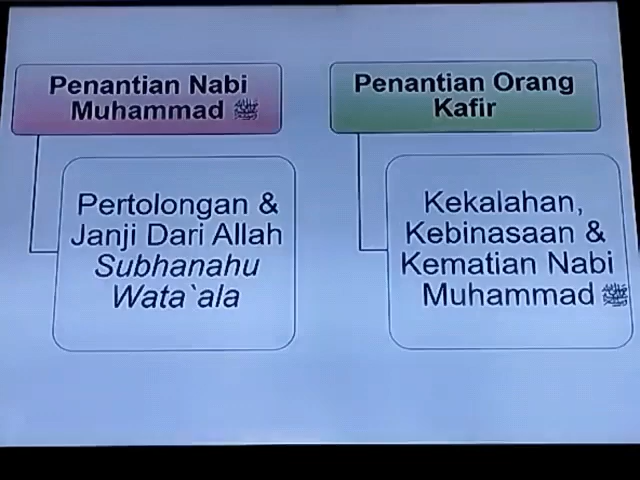 Penantian Nabi
Muhammad ﷺ
Pertolongan &
Janji Dari Allah
Subhanahu
Wata`ala
Penantian Orang
Kafir
Kekalahan,
Kebinasaan &
Kematian Nabi
Muhammad ﷺ